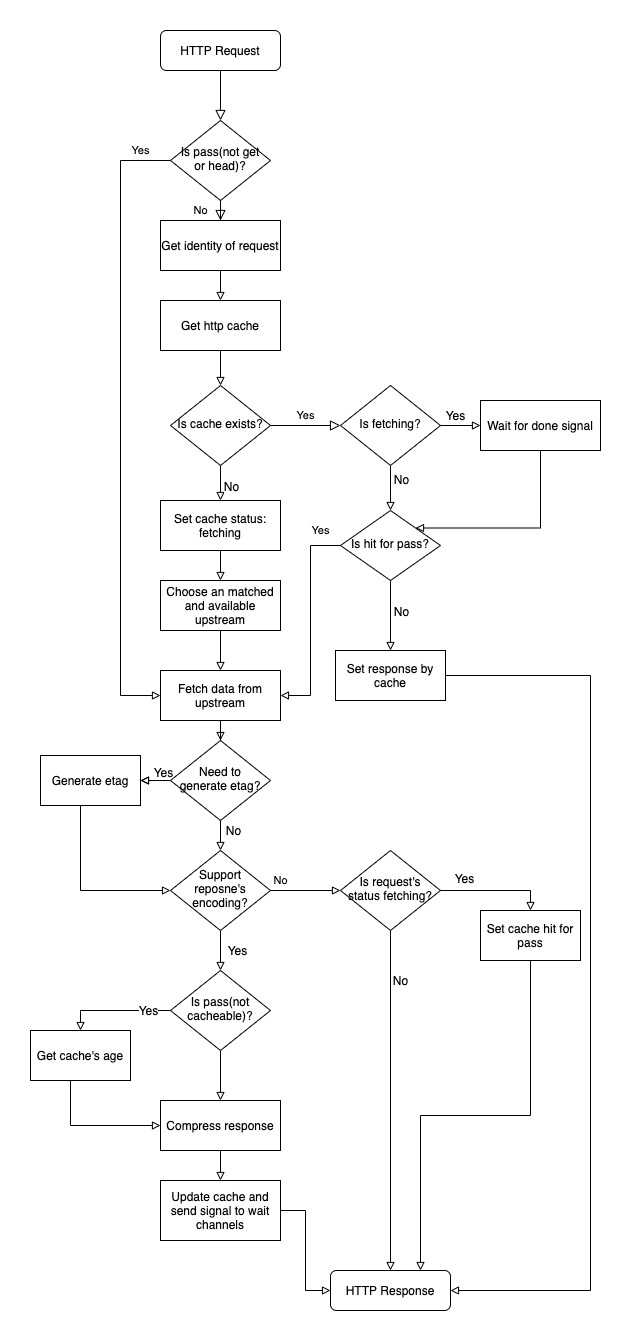 HTTP Request
Is pass(not get
or head)?
Yes
No
Get identity of request
Get http cache
Is cache exists?
Yes
Is fetching?
Yes
Wait for done signal
No
No
Set cache status:
fetching
Yes
Is hit for pass?
Choose an matched
and available
upstream
No
Set response by
cache
Fetch data from
upstream
Generate etag
Yes
Need to
generate etag?
No
Support
reposne's
encoding?
No
Is request's
status fetching?
Yes
Set cache hit for
pass
Yes
No
Is pass(not
cacheable)?
Yes
Get cache's age
Compress response
Update cache and
send signal to wait
channels
HTTP Response